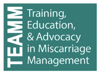 TEAMM
Training,
Education,
& Advocacy
in Miscarriage
Management